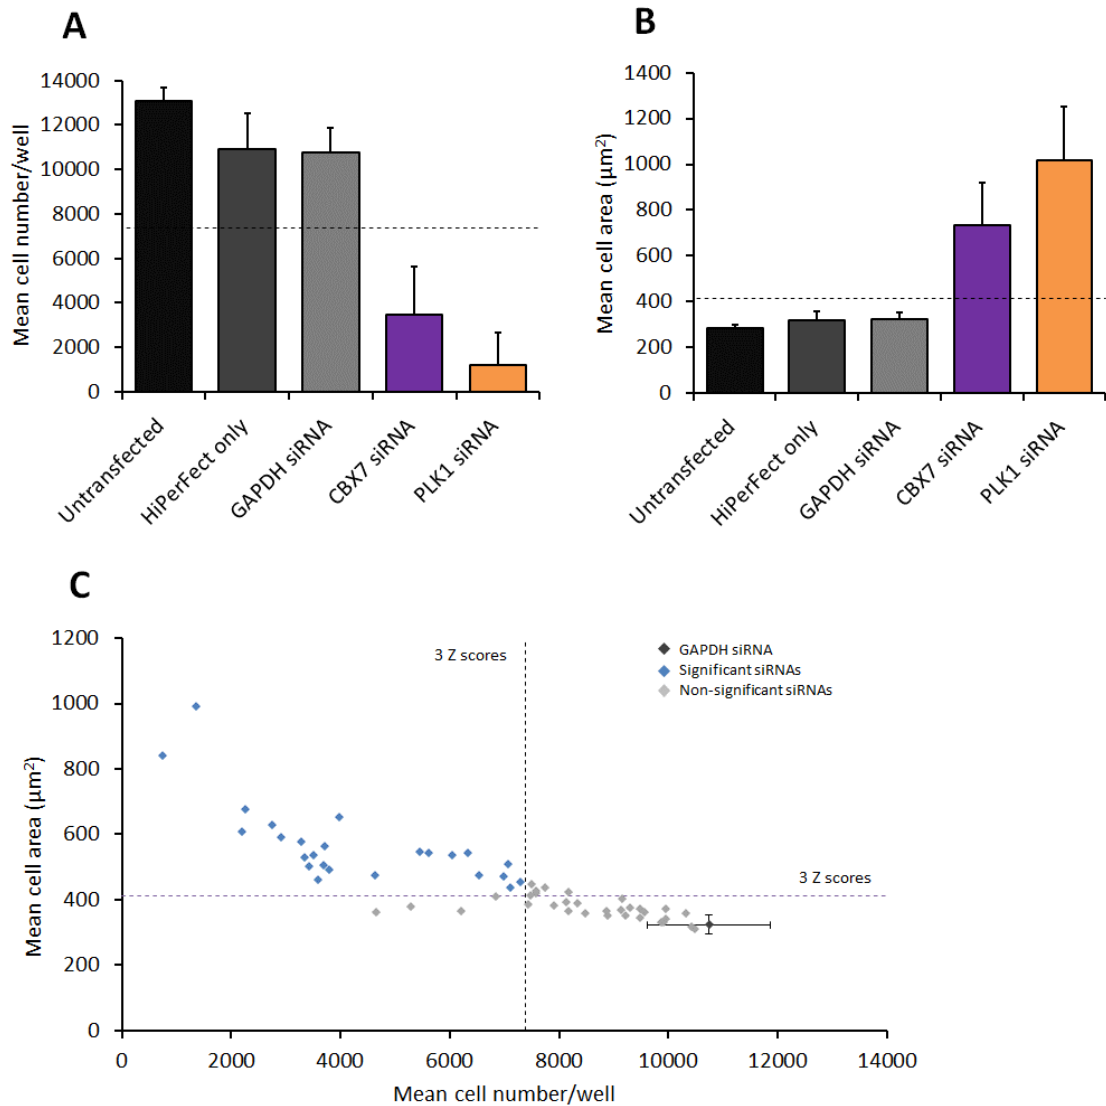 A
Mean cell number/well
14000
12000
10000
8000
6000
4000
2000
0
Untransfected
HiPerFect only
GAPDH siRNA
CBX7 siRNA
PLK1 siRNA
B
Mean cell area (µm²)
1400
1200
1000
800
600
400
200
0
Untransfected
HiPerFect only
GAPDH siRNA
CBX7 siRNA
PLK1 siRNA
C
Mean cell area (µm²)
1200
1000
800
600
400
200
0
3 Z scores
GAPDH siRNA
Significant siRNAs
Non-significant siRNAs
3 Z scores
0 2000 4000 6000 8000 10000 12000 14000
Mean cell number/well